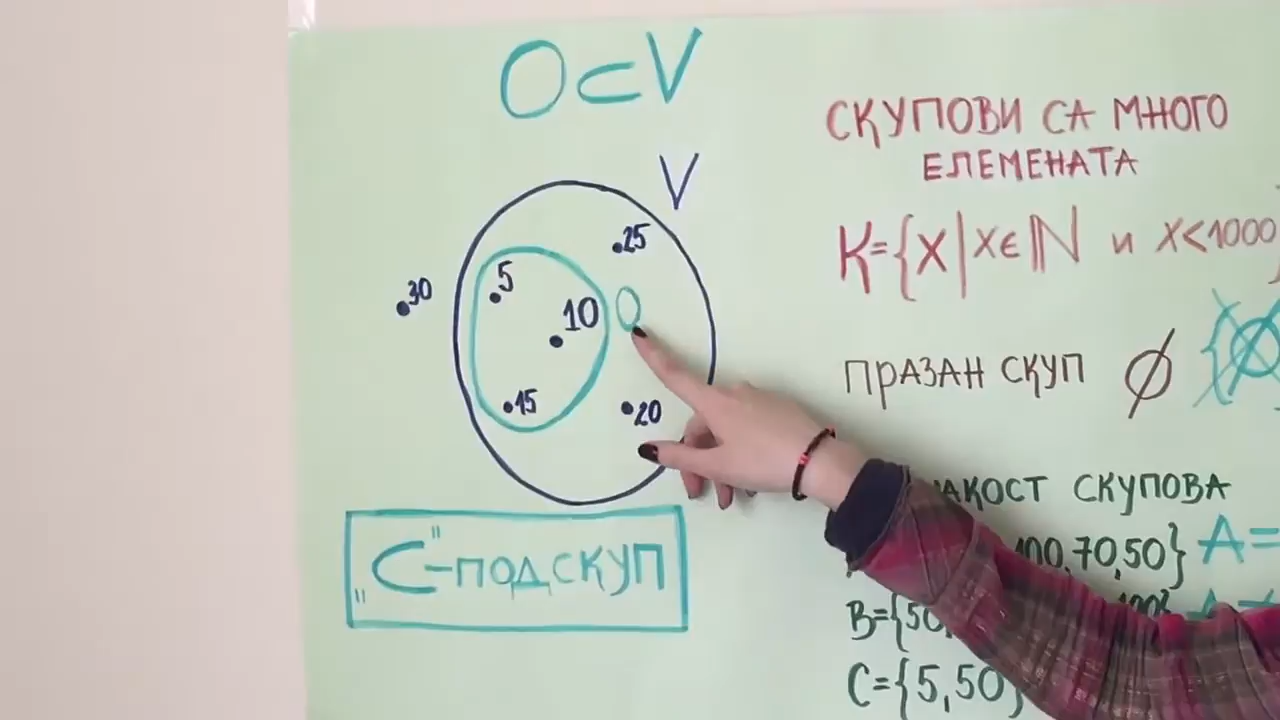 O⊂V
V
.25
.5
.30
.10
O
.15
.20
„⊂"-ПОДСКУП
СКУПОВИ СА МНОГО
ЕЛЕМЕНАТА
K={X|X∈ℕ и X<1000}
ПРАЗАН СКУП ∅
СКУПОВА
100,70,50} A=
B={50,
C={5,50}